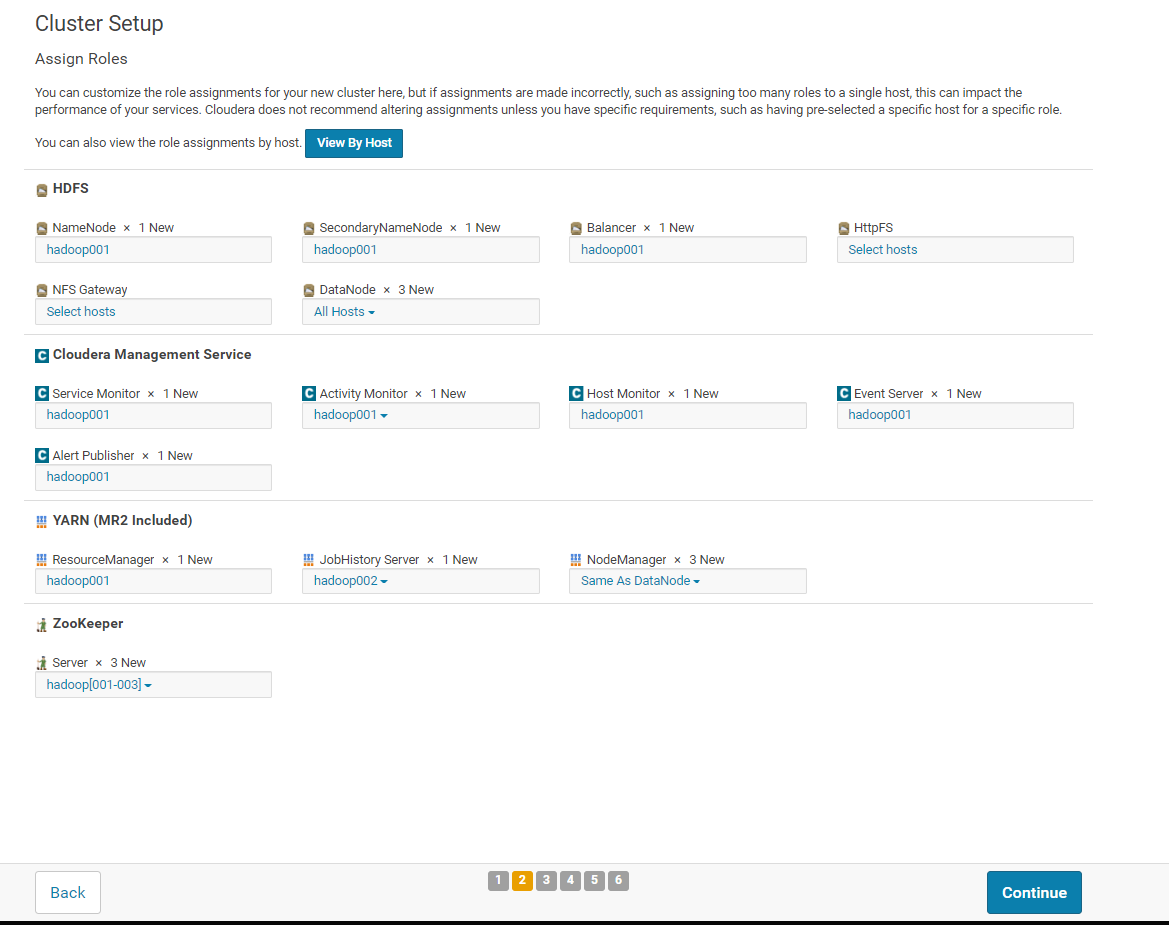 Cluster Setup
Assign Roles
You can customize the role assignments for your new cluster here, but if assignments are made incorrectly, such as assigning too many roles to a single host, this can impact the
performance of your services. Cloudera does not recommend altering assignments unless you have specific requirements, such as having pre-selected a specific host for a specific role.
You can also view the role assignments by host. View By Host
HDFS
NameNode × 1 New SecondaryNameNode × 1 New Balancer × 1 New HttpFS
hadoop001 hadoop001 hadoop001 Select hosts
NFS Gateway DataNode × 3 New
Select hosts All Hosts
C Cloudera Management Service
C Service Monitor × 1 New C Activity Monitor × 1 New C Host Monitor × 1 New C Event Server × 1 New
hadoop001 hadoop001 hadoop001 hadoop001
C Alert Publisher × 1 New
hadoop001
YARN (MR2 Included)
ResourceManager × 1 New JobHistory Server × 1 New NodeManager × 3 New
hadoop001 hadoop002 Same As DataNode
ZooKeeper
Server × 3 New
hadoop[001-003]
Back 1 2 3 4 5 6 Continue